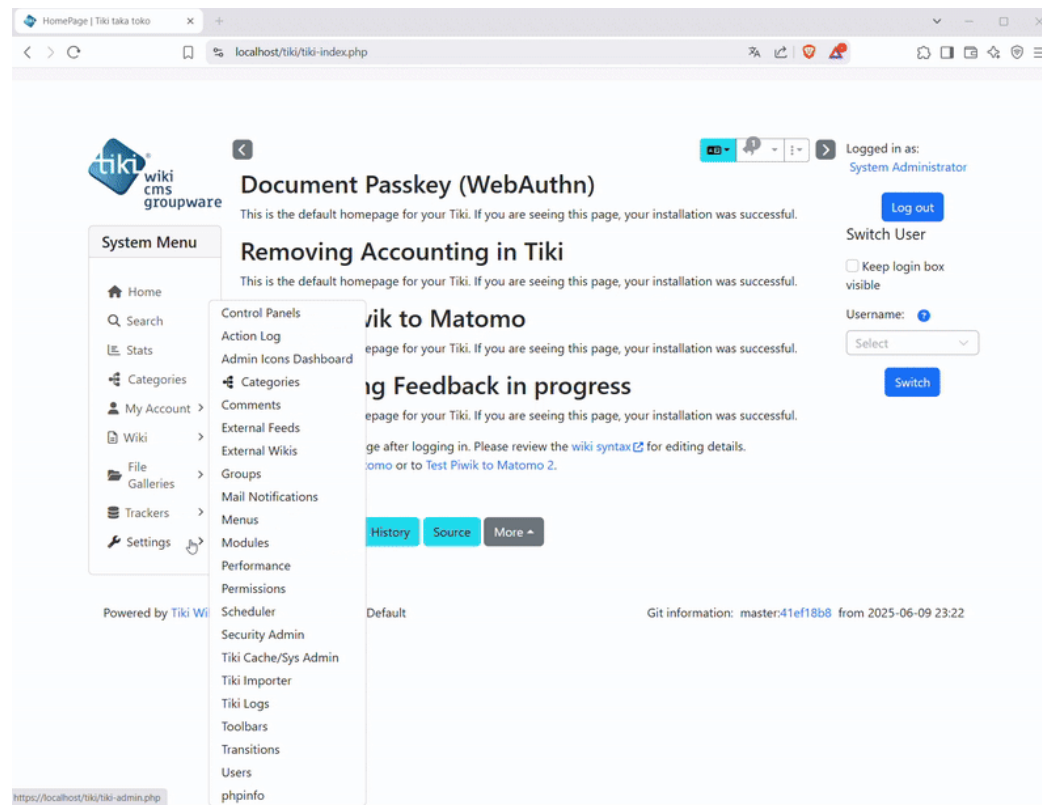 HomePage | Tiki taka toko
localhost/tiki/tiki-index.php
tiki
wiki
cms
groupware
System Menu
Home
Search
Stats
Categories
My Account
Wiki
File
Galleries
Trackers
Settings
Control Panels
Action Log
Admin Icons Dashboard
Categories
Comments
External Feeds
External Wikis
Groups
Mail Notifications
Menus
Modules
Performance
Permissions
Scheduler
Security Admin
Tiki Cache/Sys Admin
Tiki Importer
Tiki Logs
Toolbars
Transitions
Users
phpinfo
1
Document Passkey (WebAuthn)
This is the default homepage for your Tiki. If you are seeing this page, your installation was successful.
Removing Accounting in Tiki
This is the default homepage for your Tiki. If you are seeing this page, your installation was successful.
wik to Matomo
epage for your Tiki. If you are seeing this page, your installation was successful.
ng Feedback in progress
epage for your Tiki. If you are seeing this page, your installation was successful.
ge after logging in. Please review the wiki syntax for editing details.
omo or to Test Piwik to Matomo 2.
History
Source
More
Logged in as:
System Administrator
Log out
Switch User
Keep login box
visible
Username:
Select
Switch
Powered by Tiki Wi
Default
Git information: master:41ef18b8 from 2025-06-09 23:22
https://localhost/tiki/tiki-admin.php